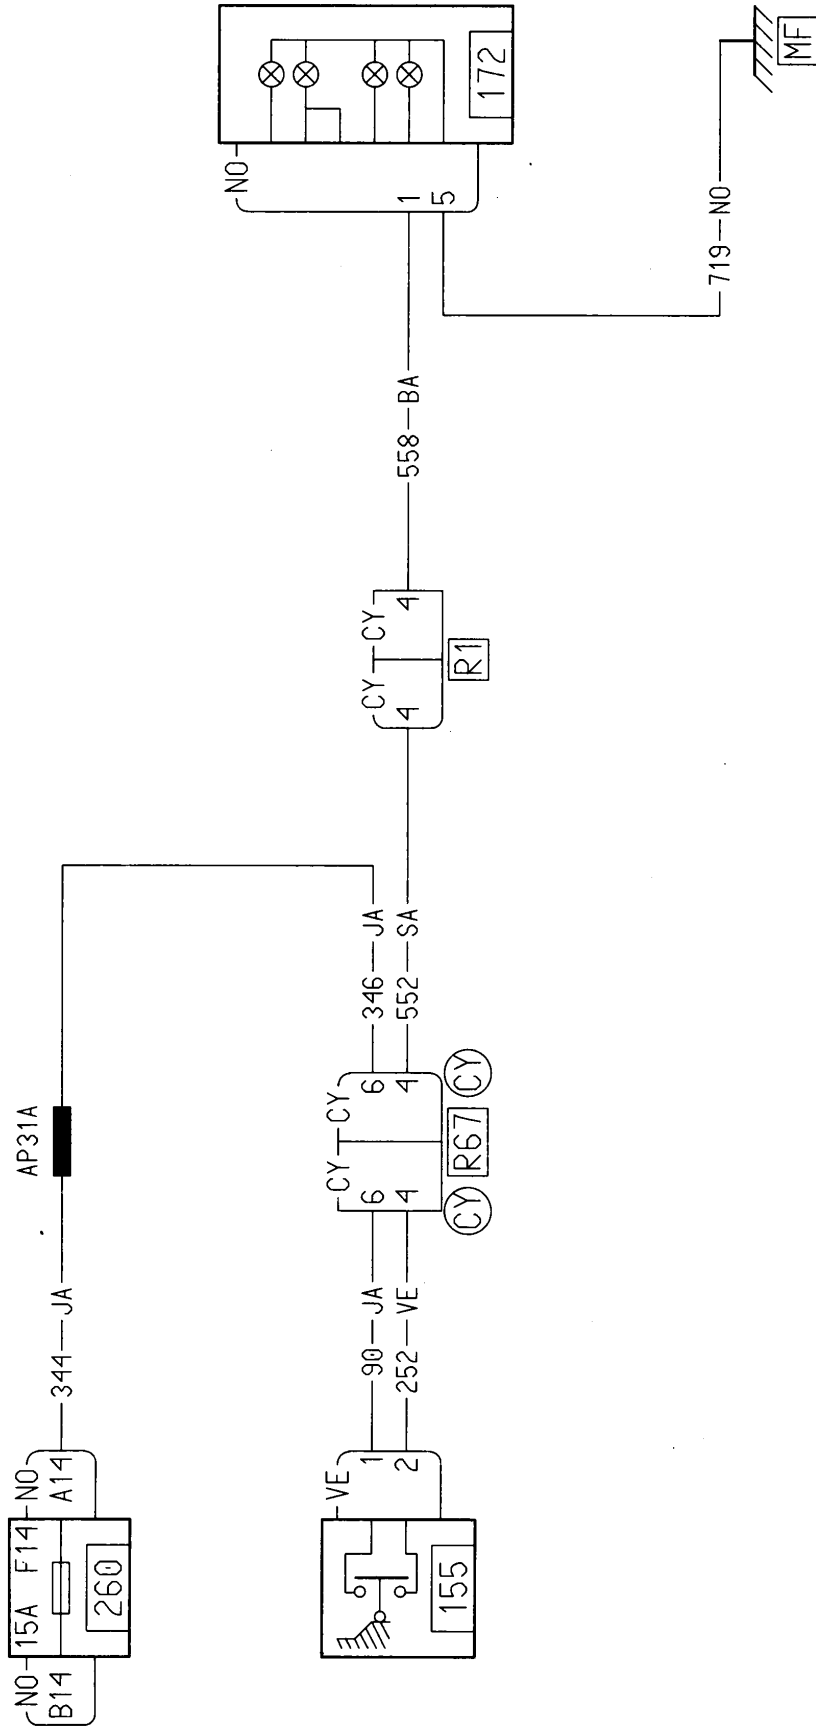 NO
172
1
5
MF
719 NO
558 BA
CY CY
4 4
R1
346 JA
552 SA
AP31A
CY CY
6 6
4 4
CY R67 CY
344 JA
90 JA
252 VE
NO 15A F14 NO
B14 A14
260
VE
1
2
155